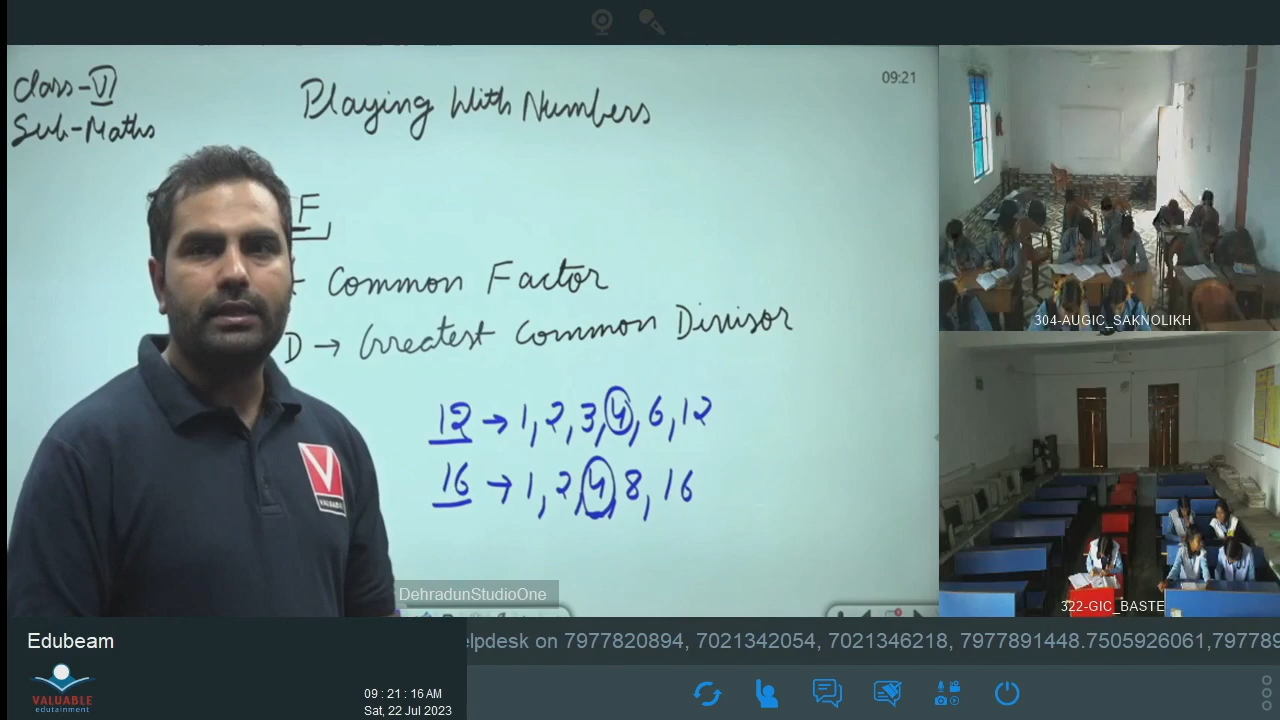 Class-VI
Sub-Maths
Playing With Numbers
09:21
F
Common Factor
D → Greatest Common Divisor
12 → 1, 2, 3, 4, 6, 12
16 → 1, 2, 4, 8, 16
VALUABLE
DehradunStudioOne
304-AUGIC_SAKNOLIKH
322-GIC_BASTE
Edubeam
elpdesk on 7977820894, 7021342054, 7021346218, 7977891448.7505926061,797789
VALUABLE
edutainment
09 : 21 : 16 AM
Sat, 22 Jul 2023